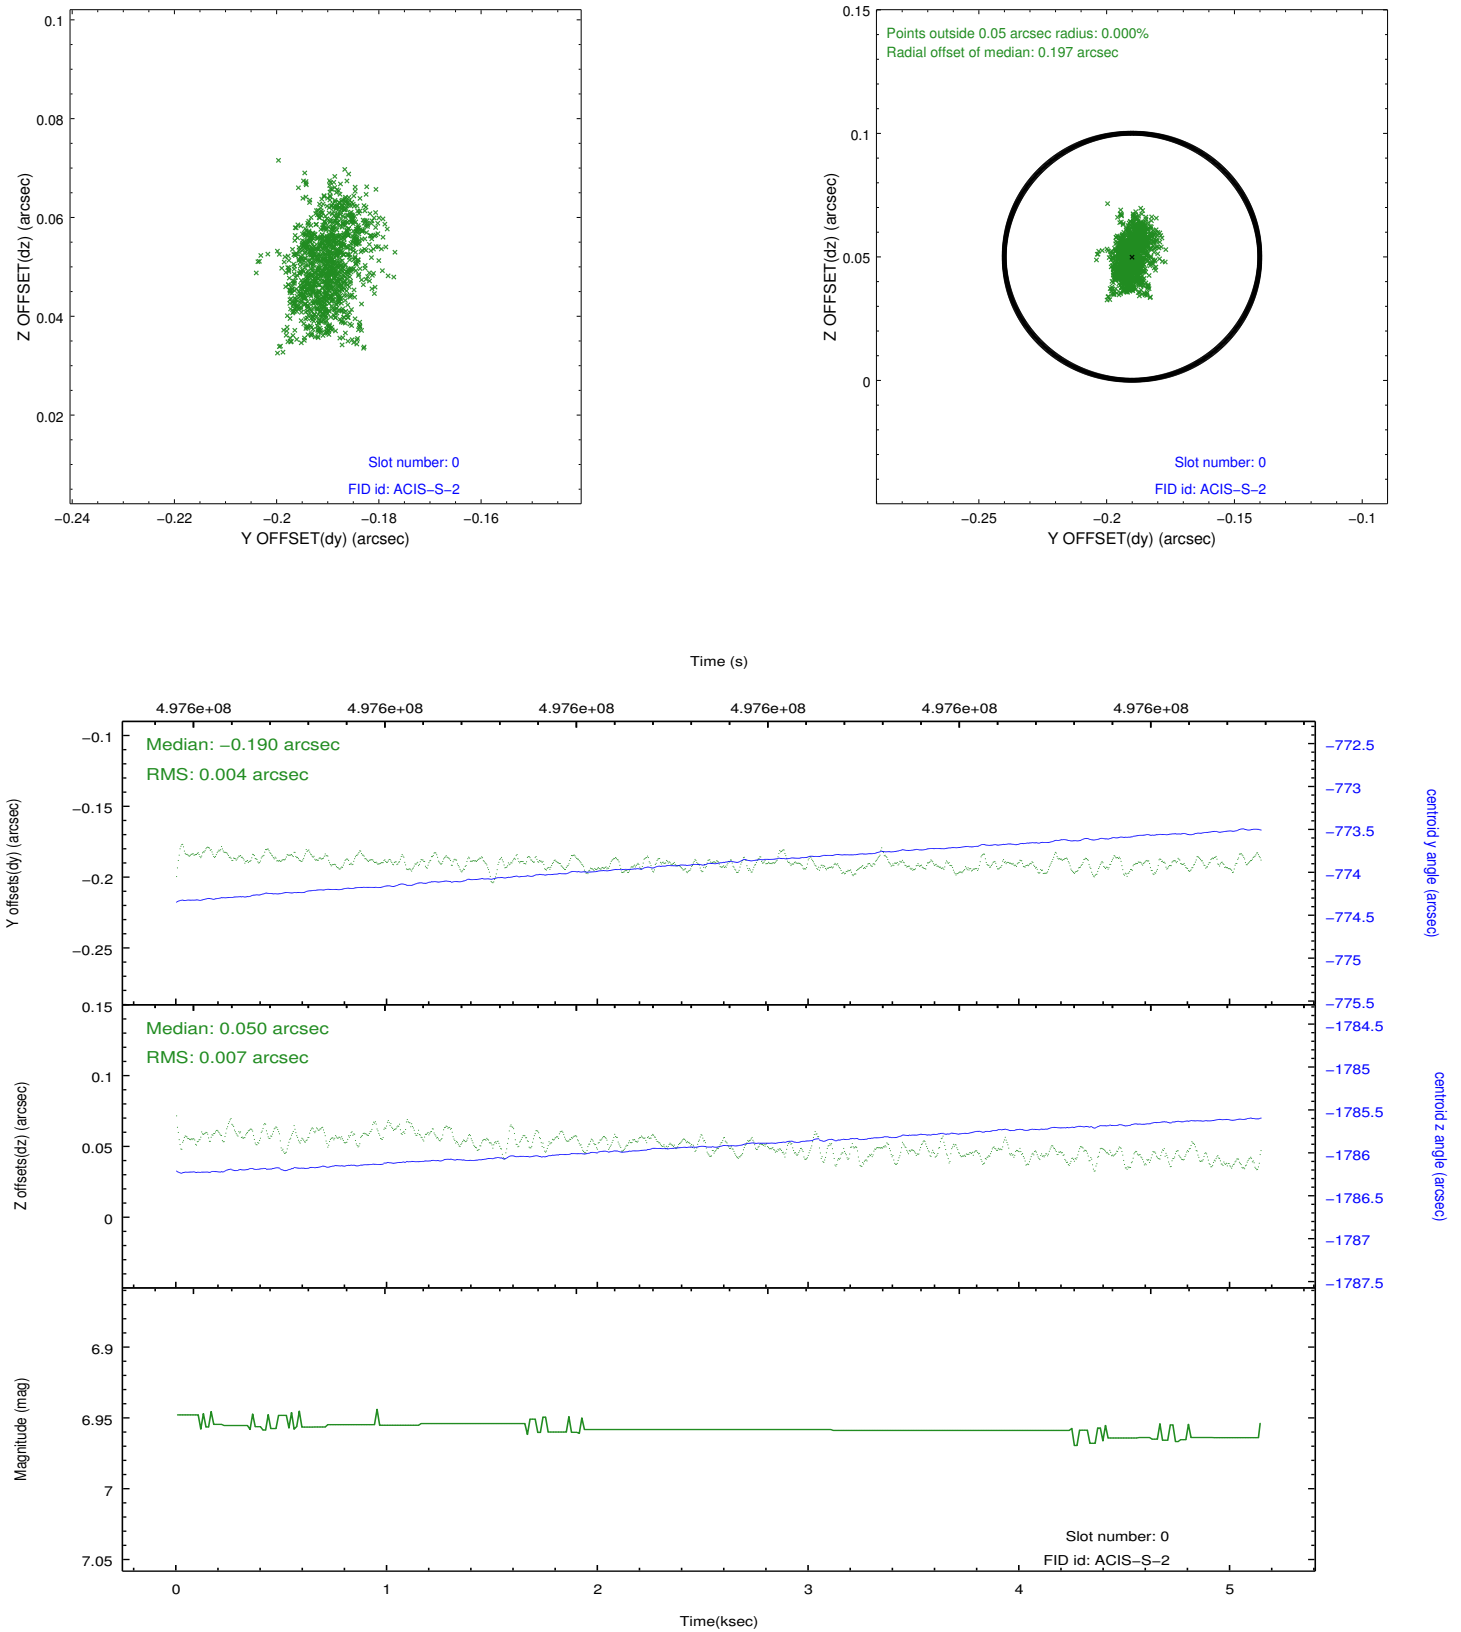 0.1
0.08
0.06
0.04
0.02
Z OFFSET(dz) (arcsec)
Slot number: 0
FID id: ACIS−S−2
−0.24 −0.22 −0.2 −0.18 −0.16
Y OFFSET(dy) (arcsec)
0.15
0.1
0.05
0
Z OFFSET(dz) (arcsec)
Points outside 0.05 arcsec radius: 0.000%
Radial offset of median: 0.197 arcsec
Slot number: 0
FID id: ACIS−S−2
−0.25 −0.2 −0.15 −0.1
Y OFFSET(dy) (arcsec)
Time (s)
4.976e+08 4.976e+08 4.976e+08 4.976e+08 4.976e+08 4.976e+08
Median: −0.190 arcsec
RMS: 0.004 arcsec
−0.1
−0.15
−0.2
−0.25
Y offsets(dy) (arcsec)
−772.5
−773
−773.5
−774
−774.5
−775
−775.5
centroid y angle (arcsec)
Median: 0.050 arcsec
RMS: 0.007 arcsec
0.15
0.1
0.05
0
Z offsets(dz) (arcsec)
−1784.5
−1785
−1785.5
−1786
−1786.5
−1787
−1787.5
centroid z angle (arcsec)
6.9
6.95
7
7.05
Magnitude (mag)
Slot number: 0
FID id: ACIS−S−2
0 1 2 3 4 5
Time(ksec)